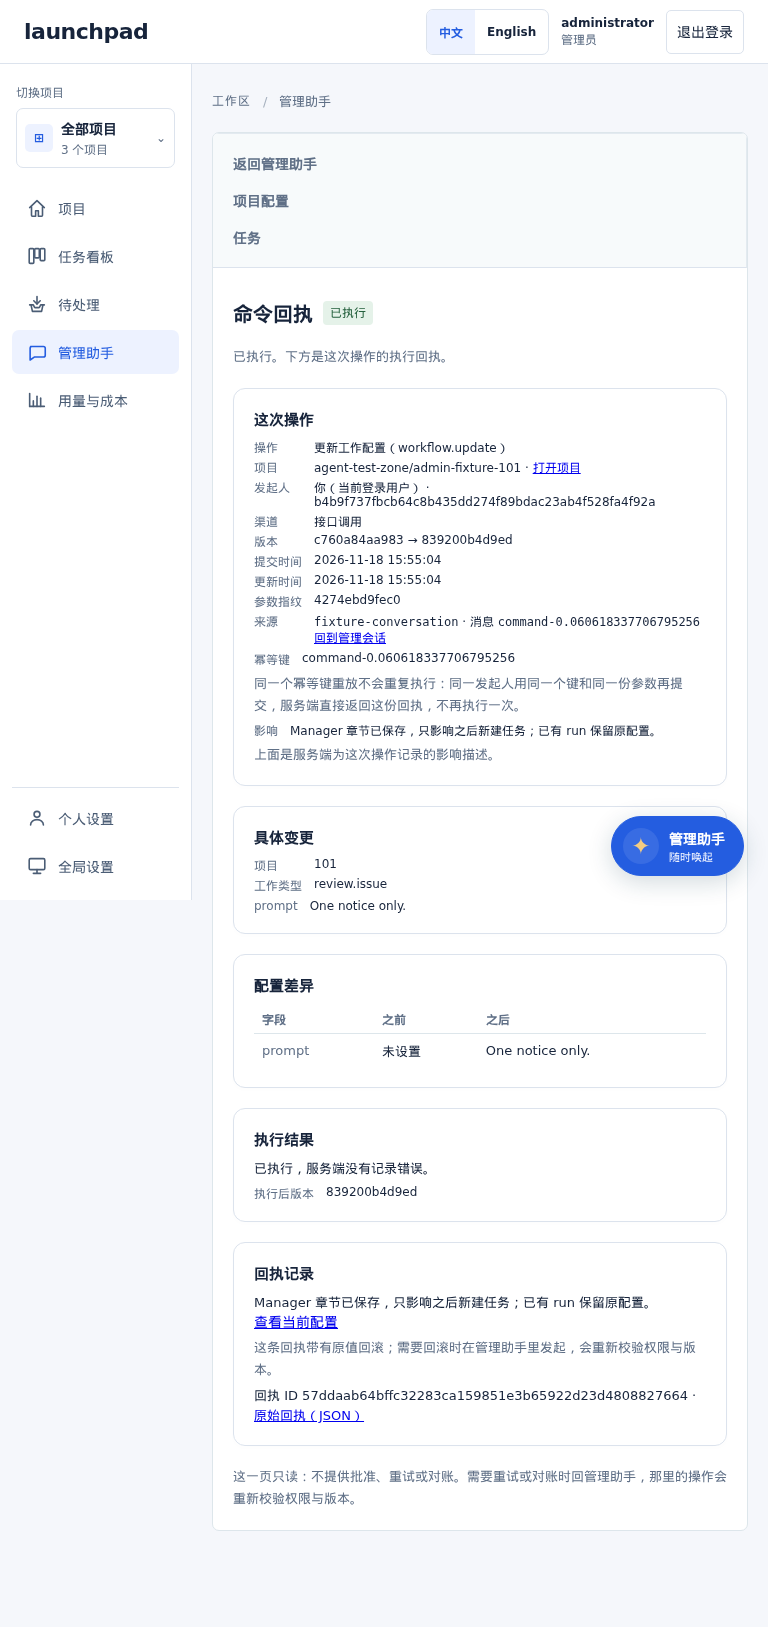 launchpad
中文
English
administrator
管理员
退出登录
切换项目
全部项目
3 个项目
项目
任务看板
待处理
管理助手
用量与成本
个人设置
全局设置
工作区 / 管理助手
返回管理助手
项目配置
任务
命令回执 已执行
已执行。下方是这次操作的执行回执。
这次操作
操作 更新工作配置（workflow.update）
项目 agent-test-zone/admin-fixture-101 · 打开项目
发起人 你（当前登录用户） ·
b4b9f737fbcb64c8b435dd274f89bdac23ab4f528fa4f92a
渠道 接口调用
版本 c760a84aa983 → 839200b4d9ed
提交时间 2026-11-18 15:55:04
更新时间 2026-11-18 15:55:04
参数指纹 4274ebd9fec0
来源 fixture-conversation · 消息 command-0.060618337706795256
回到管理会话
幂等键 command-0.060618337706795256
同一个幂等键重放不会重复执行：同一发起人用同一个键和同一份参数再提
交，服务端直接返回这份回执，不再执行一次。
影响 Manager 章节已保存，只影响之后新建任务；已有 run 保留原配置。
上面是服务端为这次操作记录的影响描述。
具体变更
项目 101
工作类型 review.issue
prompt One notice only.
管理助手
随时唤起
配置差异
字段 之前 之后
prompt 未设置 One notice only.
执行结果
已执行，服务端没有记录错误。
执行后版本 839200b4d9ed
回执记录
Manager 章节已保存，只影响之后新建任务；已有 run 保留原配置。
查看当前配置
这条回执带有原值回滚；需要回滚时在管理助手里发起，会重新校验权限与版
本。
回执 ID 57ddaab64bffc32283ca159851e3b65922d23d4808827664 ·
原始回执（JSON）
这一页只读：不提供批准、重试或对账。需要重试或对账时回管理助手，那里的操作会
重新校验权限与版本。